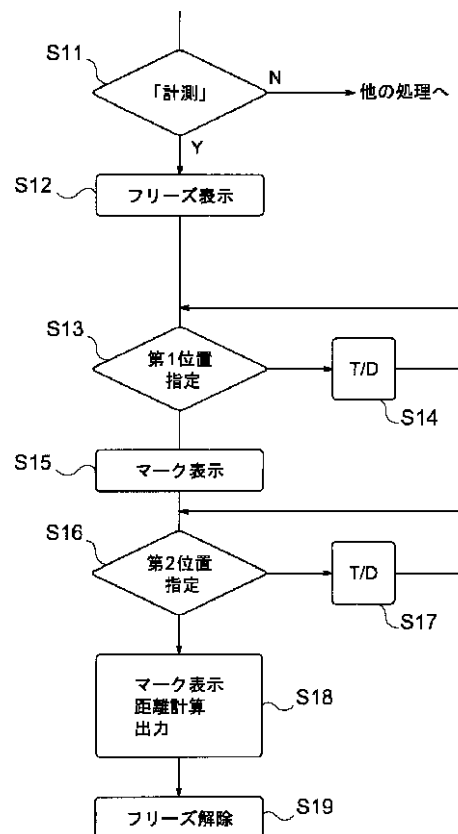 S11
「計測」
N
他の処理へ
Y
S12
フリーズ表示
S13
第1位置
指定
T/D
S14
S15
マーク表示
S16
第2位置
指定
T/D
S17
マーク表示
距離計算
出力
S18
フリーズ解除
S19